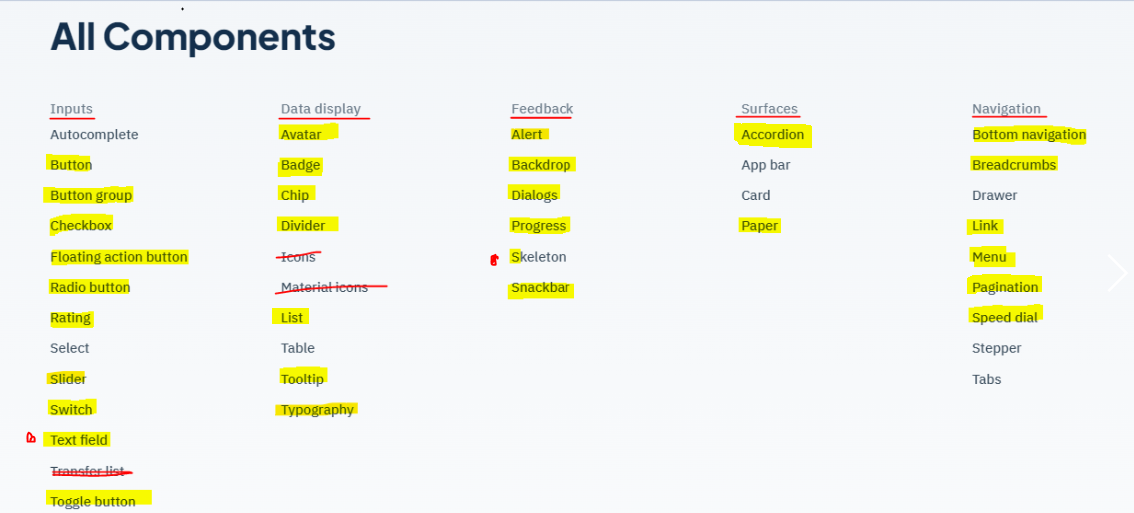 All Components
Inputs
Autocomplete
Button
Button group
Checkbox
Floating action button
Radio button
Rating
Select
Slider
Switch
Text field
Transfer list
Toggle button
Data display
Avatar
Badge
Chip
Divider
Icons
Material icons
List
Table
Tooltip
Typography
Feedback
Alert
Backdrop
Dialogs
Progress
Skeleton
Snackbar
Surfaces
Accordion
App bar
Card
Paper
Navigation
Bottom navigation
Breadcrumbs
Drawer
Link
Menu
Pagination
Speed dial
Stepper
Tabs